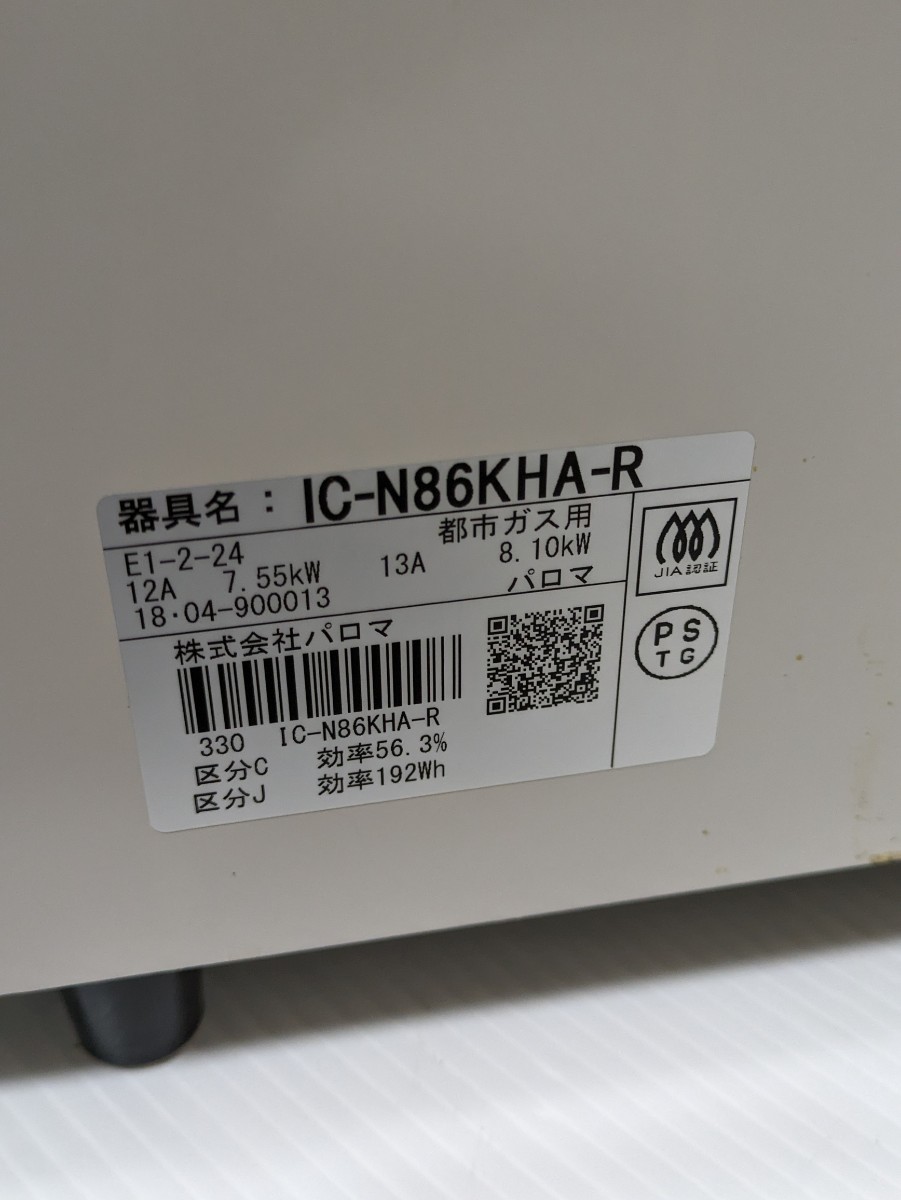 器具名：IC-N86KHA-R
E1-2-24 都市ガス用
12A 7.55kW 13A 8.10kW
18・04-900013 パロマ
株式会社パロマ
330 IC-N86KHA-R
区分C 効率56.3%
区分J 効率192Wh
JIA認証
PS
TG